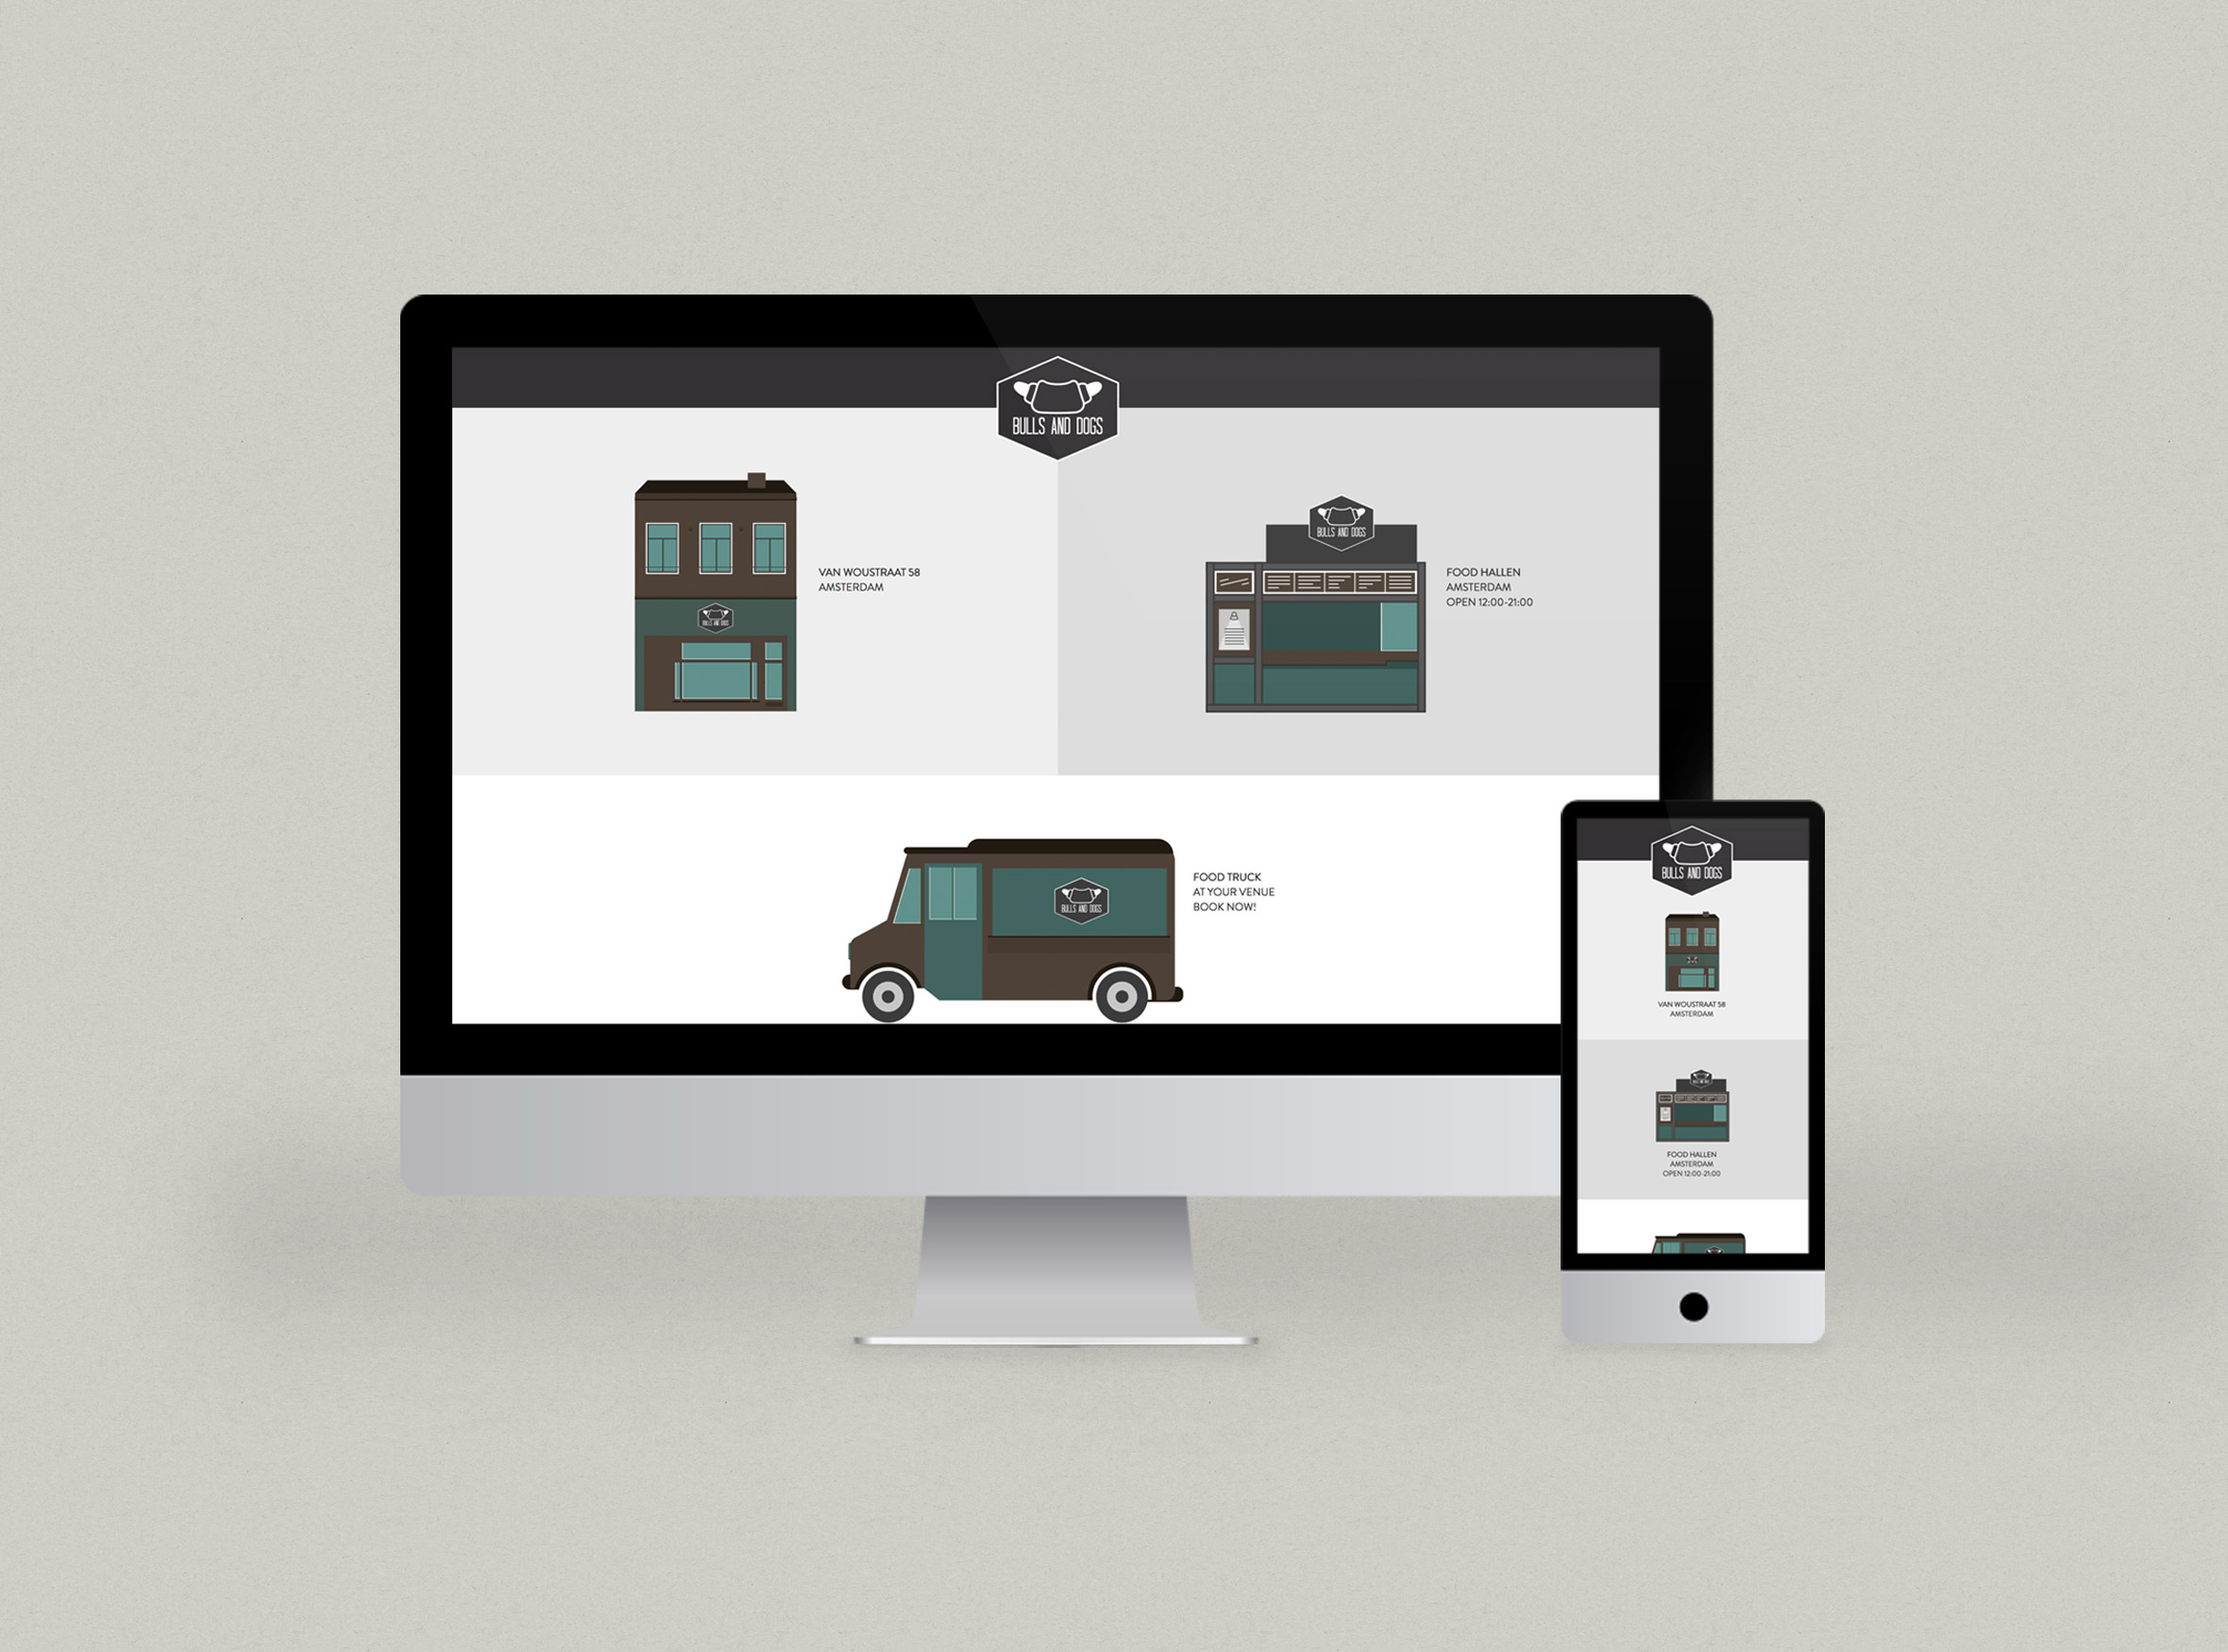 BULLS AND DOGS
VAN WOUSTRAAT 58
AMSTERDAM
BULLS AND DOGS
BULLS AND DOGS
FOOD HALLEN
AMSTERDAM
OPEN 12:00-21:00
BULLS AND DOGS
FOOD TRUCK
AT YOUR VENUE
BOOK NOW!
BULLS AND DOGS
VAN WOUSTRAAT 58
AMSTERDAM
FOOD HALLEN
AMSTERDAM
OPEN 12:00-21:00